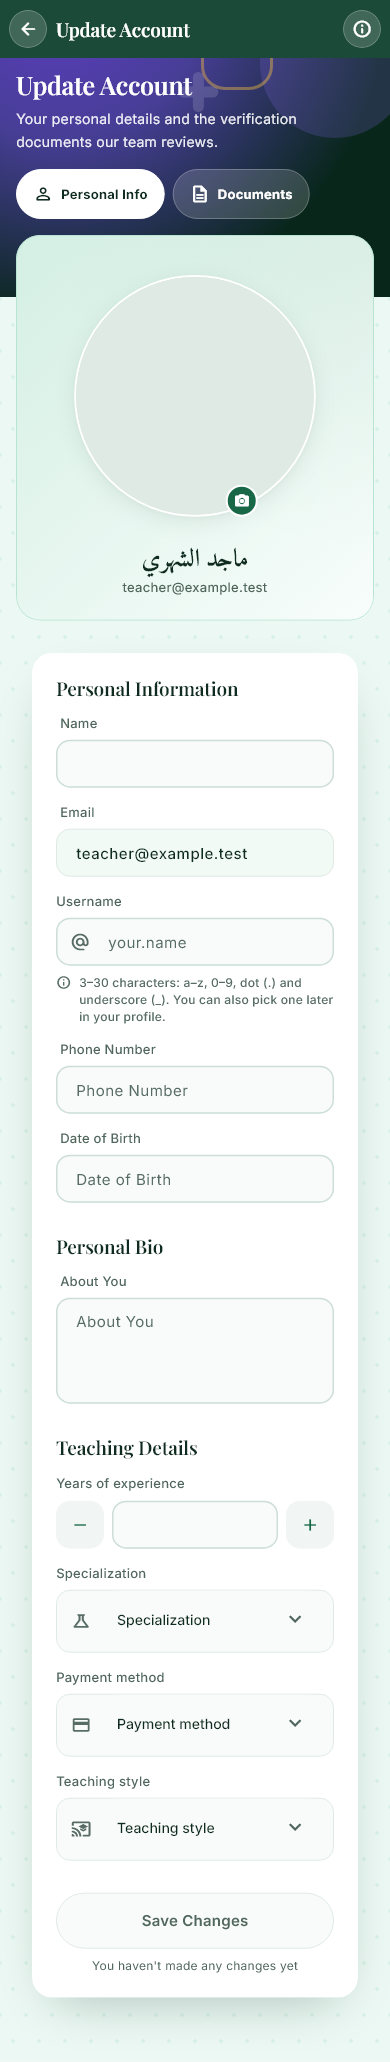 Update Account
Update Account
Your personal details and the verification
documents our team reviews.
Personal Info
Documents
ماجد الشهري
teacher@example.test
Personal Information
Name
Email
teacher@example.test
Username
your.name
3–30 characters: a–z, 0–9, dot (.) and
underscore (_). You can also pick one later
in your profile.
Phone Number
Phone Number
Date of Birth
Date of Birth
Personal Bio
About You
About You
Teaching Details
Years of experience
Specialization
Specialization
Payment method
Payment method
Teaching style
Teaching style
Save Changes
You haven't made any changes yet